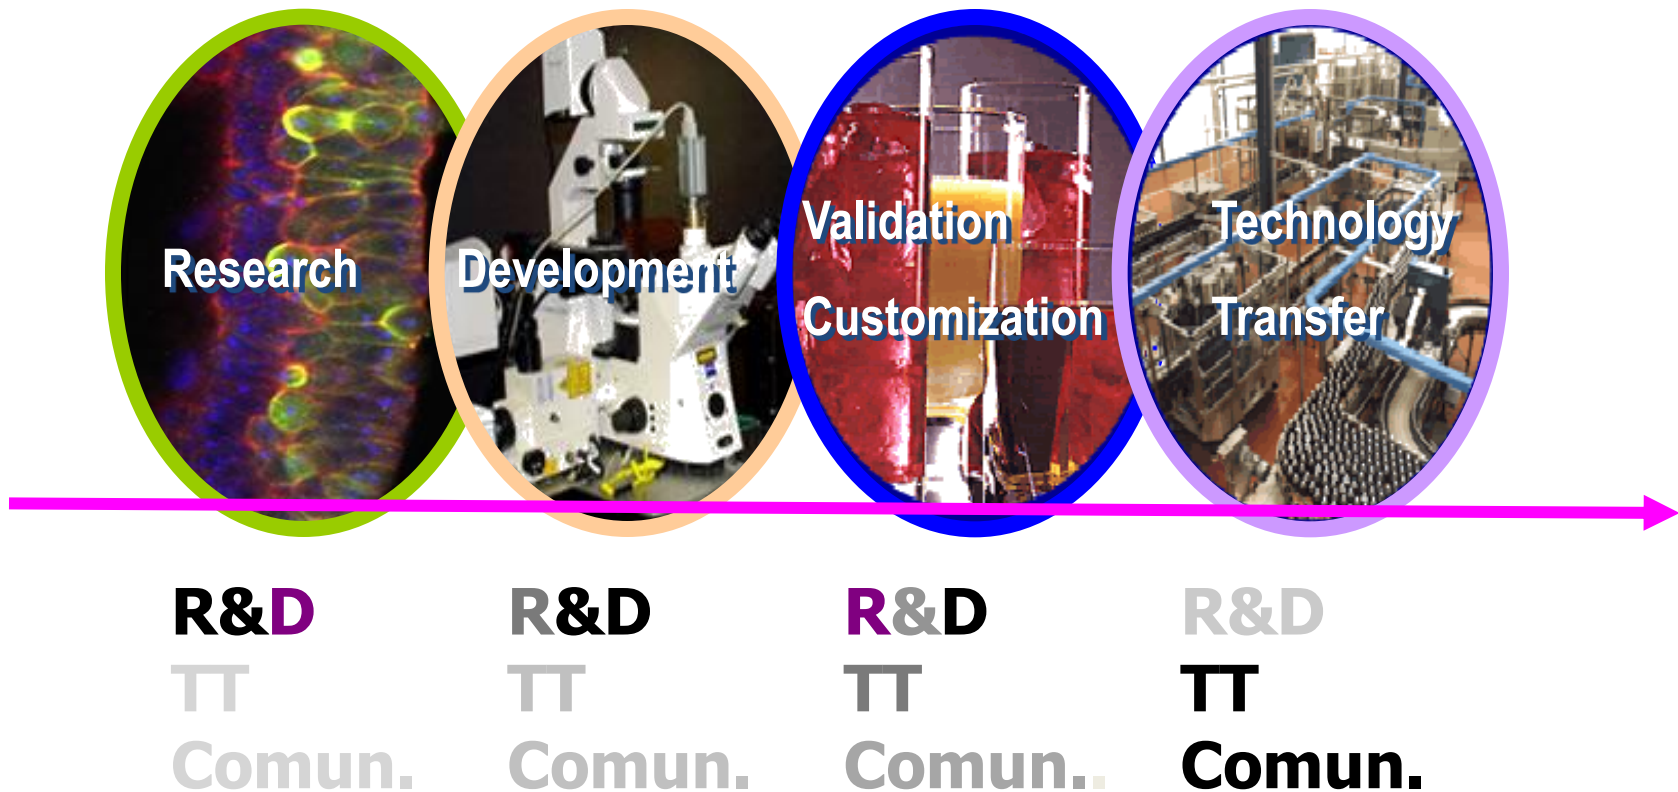 Research
Development
Validation
Customization
Technology
Transfer
R&D
TT
Comun.
R&D
TT
Comun.
R&D
TT
Comun..
R&D
TT
Comun.